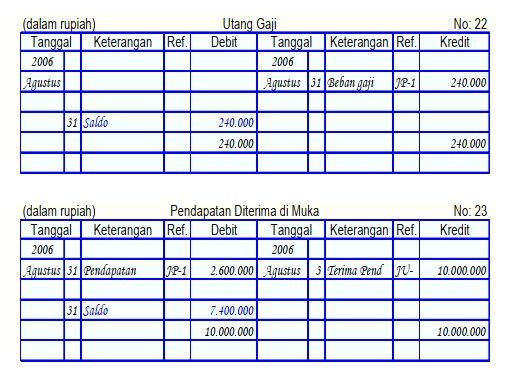 (dalam rupiah) Utang Gaji No: 22
Tanggal Keterangan Ref. Debit Tanggal Keterangan Ref. Kredit
2006 2006
Agustus Agustus 31 Beban gaji JP-1 240.000
31 Saldo 240.000
240.000 240.000
(dalam rupiah) Pendapatan Diterima di Muka No: 23
Tanggal Keterangan Ref. Debit Tanggal Keterangan Ref. Kredit
2006 2006
Agustus 31 Pendapatan JP-1 2.600.000 Agustus 3 Terima Pend JU- 10.000.000
31 Saldo 7.400.000
10.000.000 10.000.000